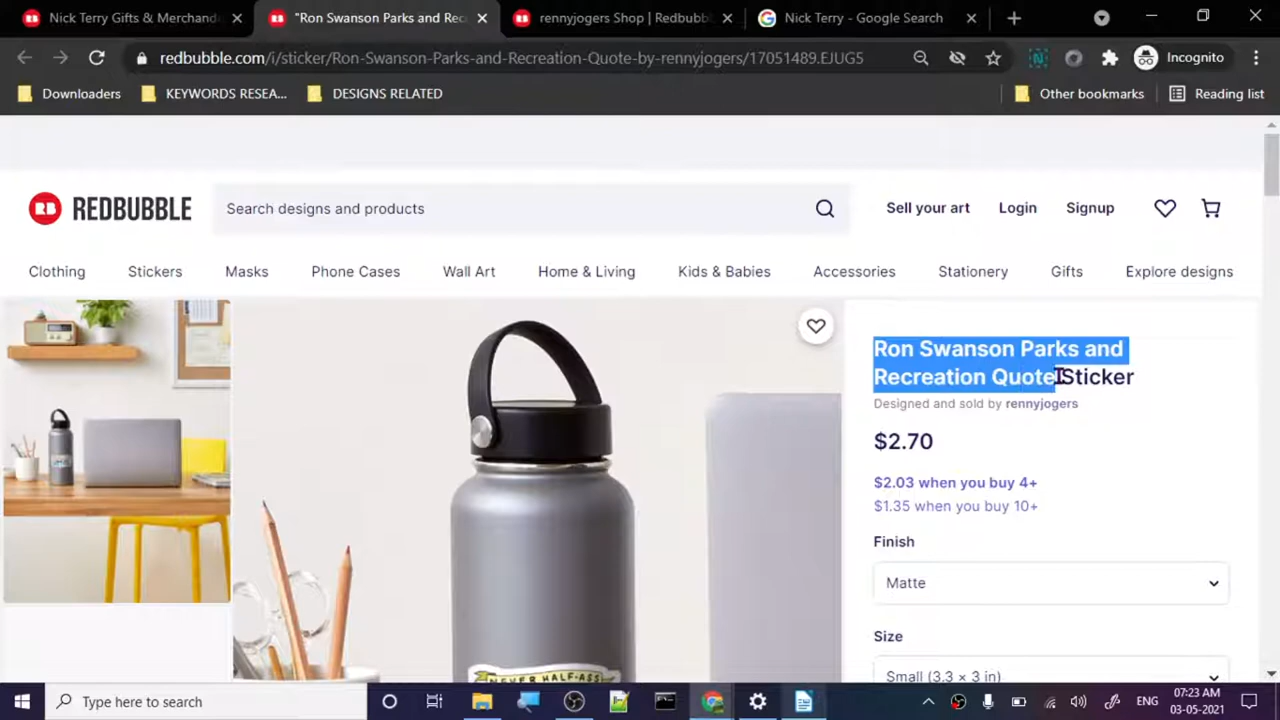 Nick Terry Gifts & Merchand
"Ron Swanson Parks and Rec
rennyjogers Shop | Redbubb
Nick Terry - Google Search
redbubble.com/i/sticker/Ron-Swanson-Parks-and-Recreation-Quote-by-rennyjogers/17051489.EJUG5
Incognito
Downloaders
KEYWORDS RESEA...
DESIGNS RELATED
Other bookmarks
Reading list
RB REDBUBBLE
Search designs and products
Sell your art
Login
Signup
Clothing
Stickers
Masks
Phone Cases
Wall Art
Home & Living
Kids & Babies
Accessories
Stationery
Gifts
Explore designs
Ron Swanson Parks and
Recreation Quote Sticker
Designed and sold by rennyjogers
$2.70
$2.03 when you buy 4+
$1.35 when you buy 10+
Finish
Matte
Size
Small (3.3 × 3 in)
NEVER HALF-ASS
Type here to search
ENG
07:23 AM
03-05-2021